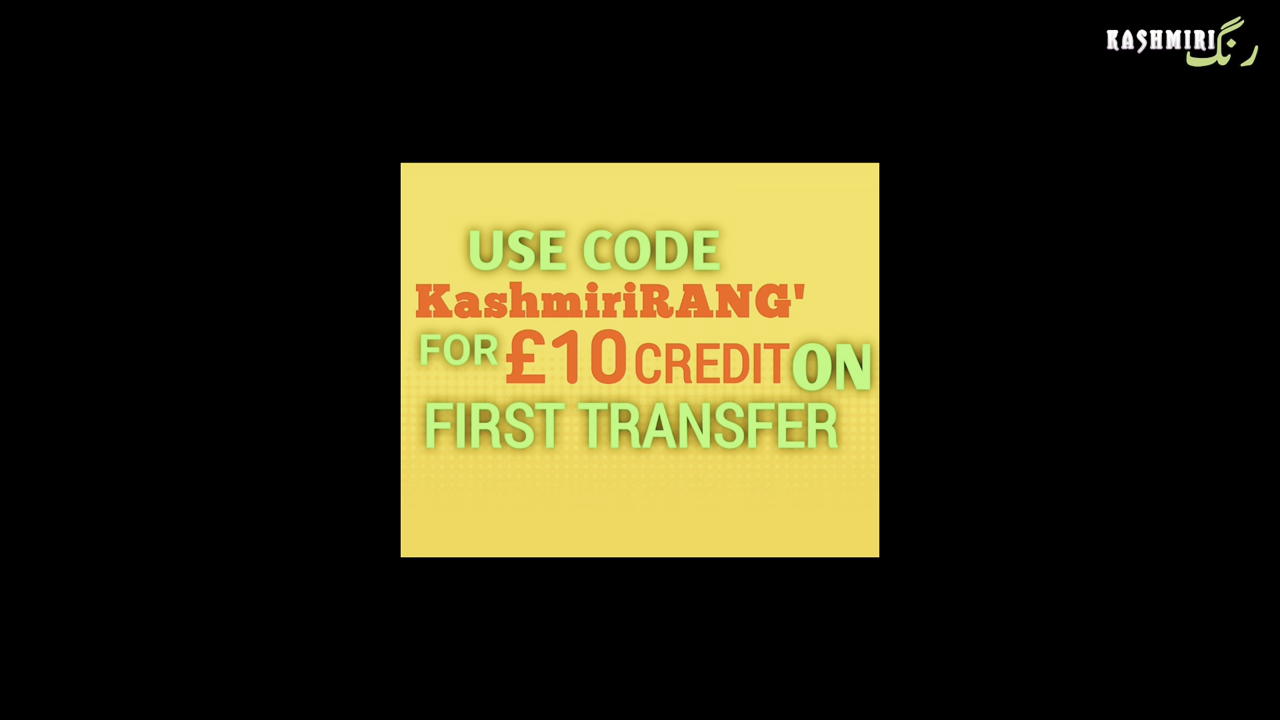 KASHMIRI رنگ
USE CODE
KashmiriRANG'
FOR £10 CREDIT ON
FIRST TRANSFER